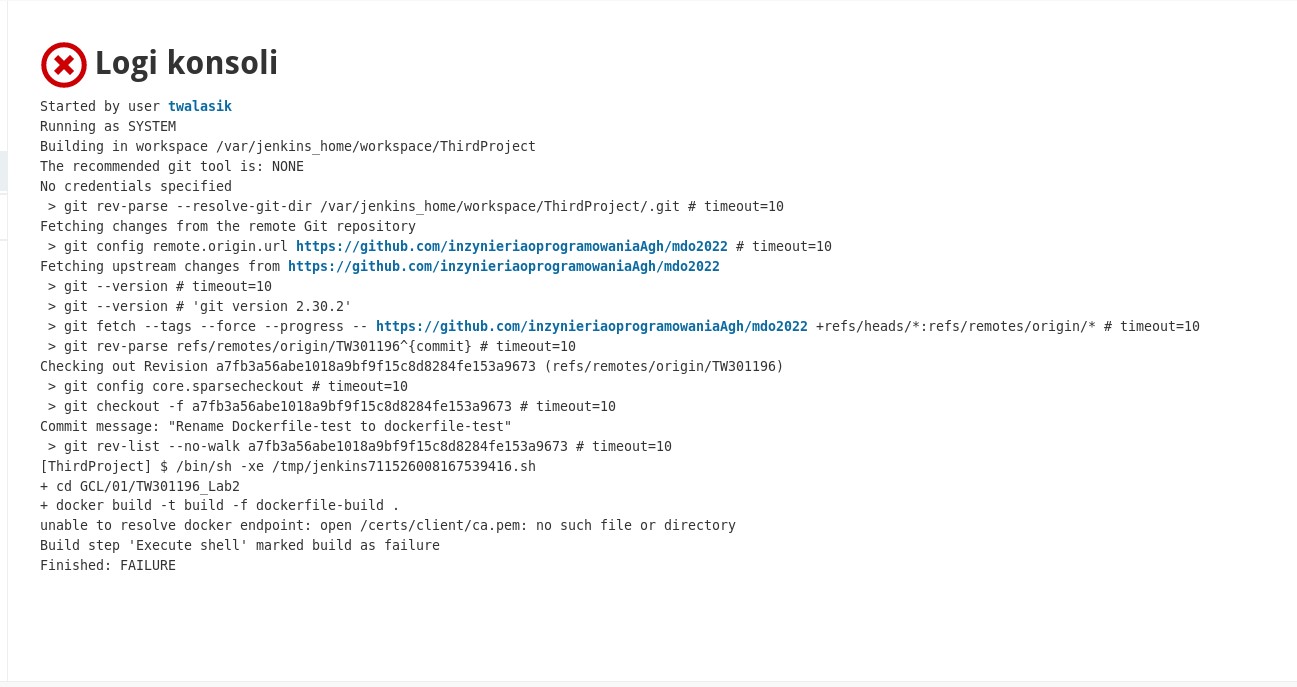 Logi konsoli
Started by user twalasik
Running as SYSTEM
Building in workspace /var/jenkins_home/workspace/ThirdProject
The recommended git tool is: NONE
No credentials specified
 > git rev-parse --resolve-git-dir /var/jenkins_home/workspace/ThirdProject/.git # timeout=10
Fetching changes from the remote Git repository
 > git config remote.origin.url https://github.com/inzynieriaoprogramowaniaAgh/mdo2022 # timeout=10
Fetching upstream changes from https://github.com/inzynieriaoprogramowaniaAgh/mdo2022
 > git --version # timeout=10
 > git --version # 'git version 2.30.2'
 > git fetch --tags --force --progress -- https://github.com/inzynieriaoprogramowaniaAgh/mdo2022 +refs/heads/*:refs/remotes/origin/* # timeout=10
 > git rev-parse refs/remotes/origin/TW301196^{commit} # timeout=10
Checking out Revision a7fb3a56abe1018a9bf9f15c8d8284fe153a9673 (refs/remotes/origin/TW301196)
 > git config core.sparsecheckout # timeout=10
 > git checkout -f a7fb3a56abe1018a9bf9f15c8d8284fe153a9673 # timeout=10
Commit message: "Rename Dockerfile-test to dockerfile-test"
 > git rev-list --no-walk a7fb3a56abe1018a9bf9f15c8d8284fe153a9673 # timeout=10
[ThirdProject] $ /bin/sh -xe /tmp/jenkins711526008167539416.sh
+ cd GCL/01/TW301196_Lab2
+ docker build -t build -f dockerfile-build .
unable to resolve docker endpoint: open /certs/client/ca.pem: no such file or directory
Build step 'Execute shell' marked build as failure
Finished: FAILURE